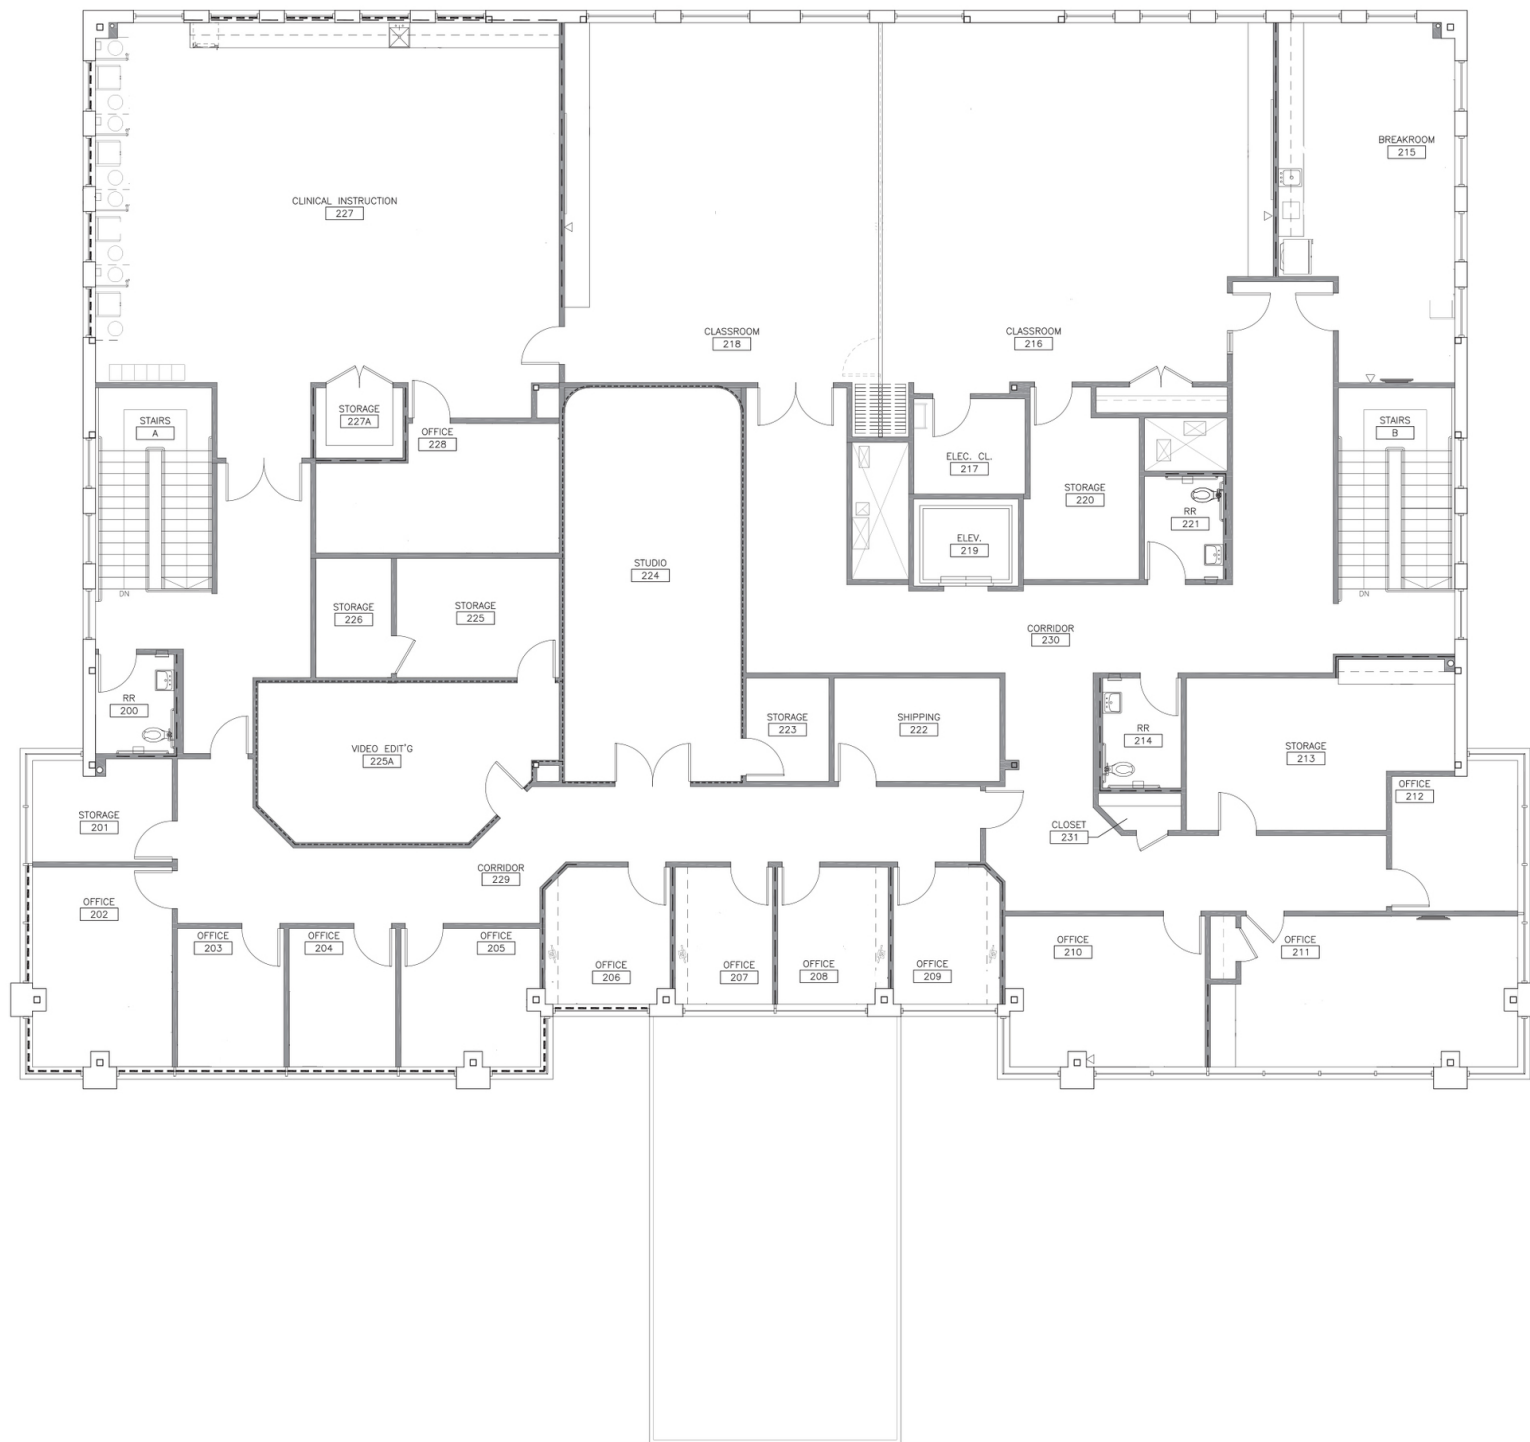 BREAKROOM
215
CLINICAL INSTRUCTION
227
CLASSROOM
218
CLASSROOM
216
STORAGE
227A
STAIRS
A
OFFICE
228
STAIRS
B
ELEC. CL.
217
STORAGE
220
RR
221
ELEV.
219
STUDIO
224
DN
DN
STORAGE
226
STORAGE
225
CORRIDOR
230
RR
200
STORAGE
223
SHIPPING
222
RR
214
STORAGE
213
VIDEO EDIT'G
225A
OFFICE
212
STORAGE
201
CLOSET
231
CORRIDOR
229
OFFICE
202
OFFICE
203
OFFICE
204
OFFICE
205
OFFICE
206
OFFICE
207
OFFICE
208
OFFICE
209
OFFICE
210
OFFICE
211